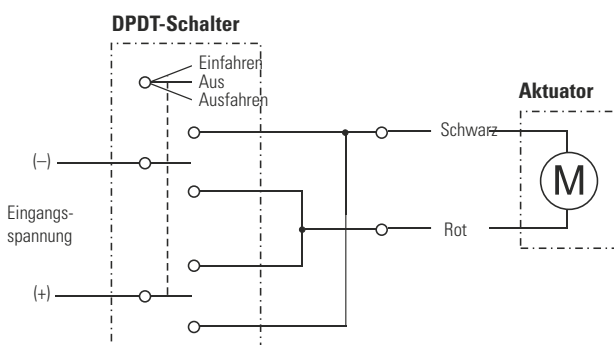 DPDT-Schalter
Einfahren
Aus
Ausfahren
Aktuator
Schwarz
(–)
M
Eingangs-
spannung
Rot
(+)